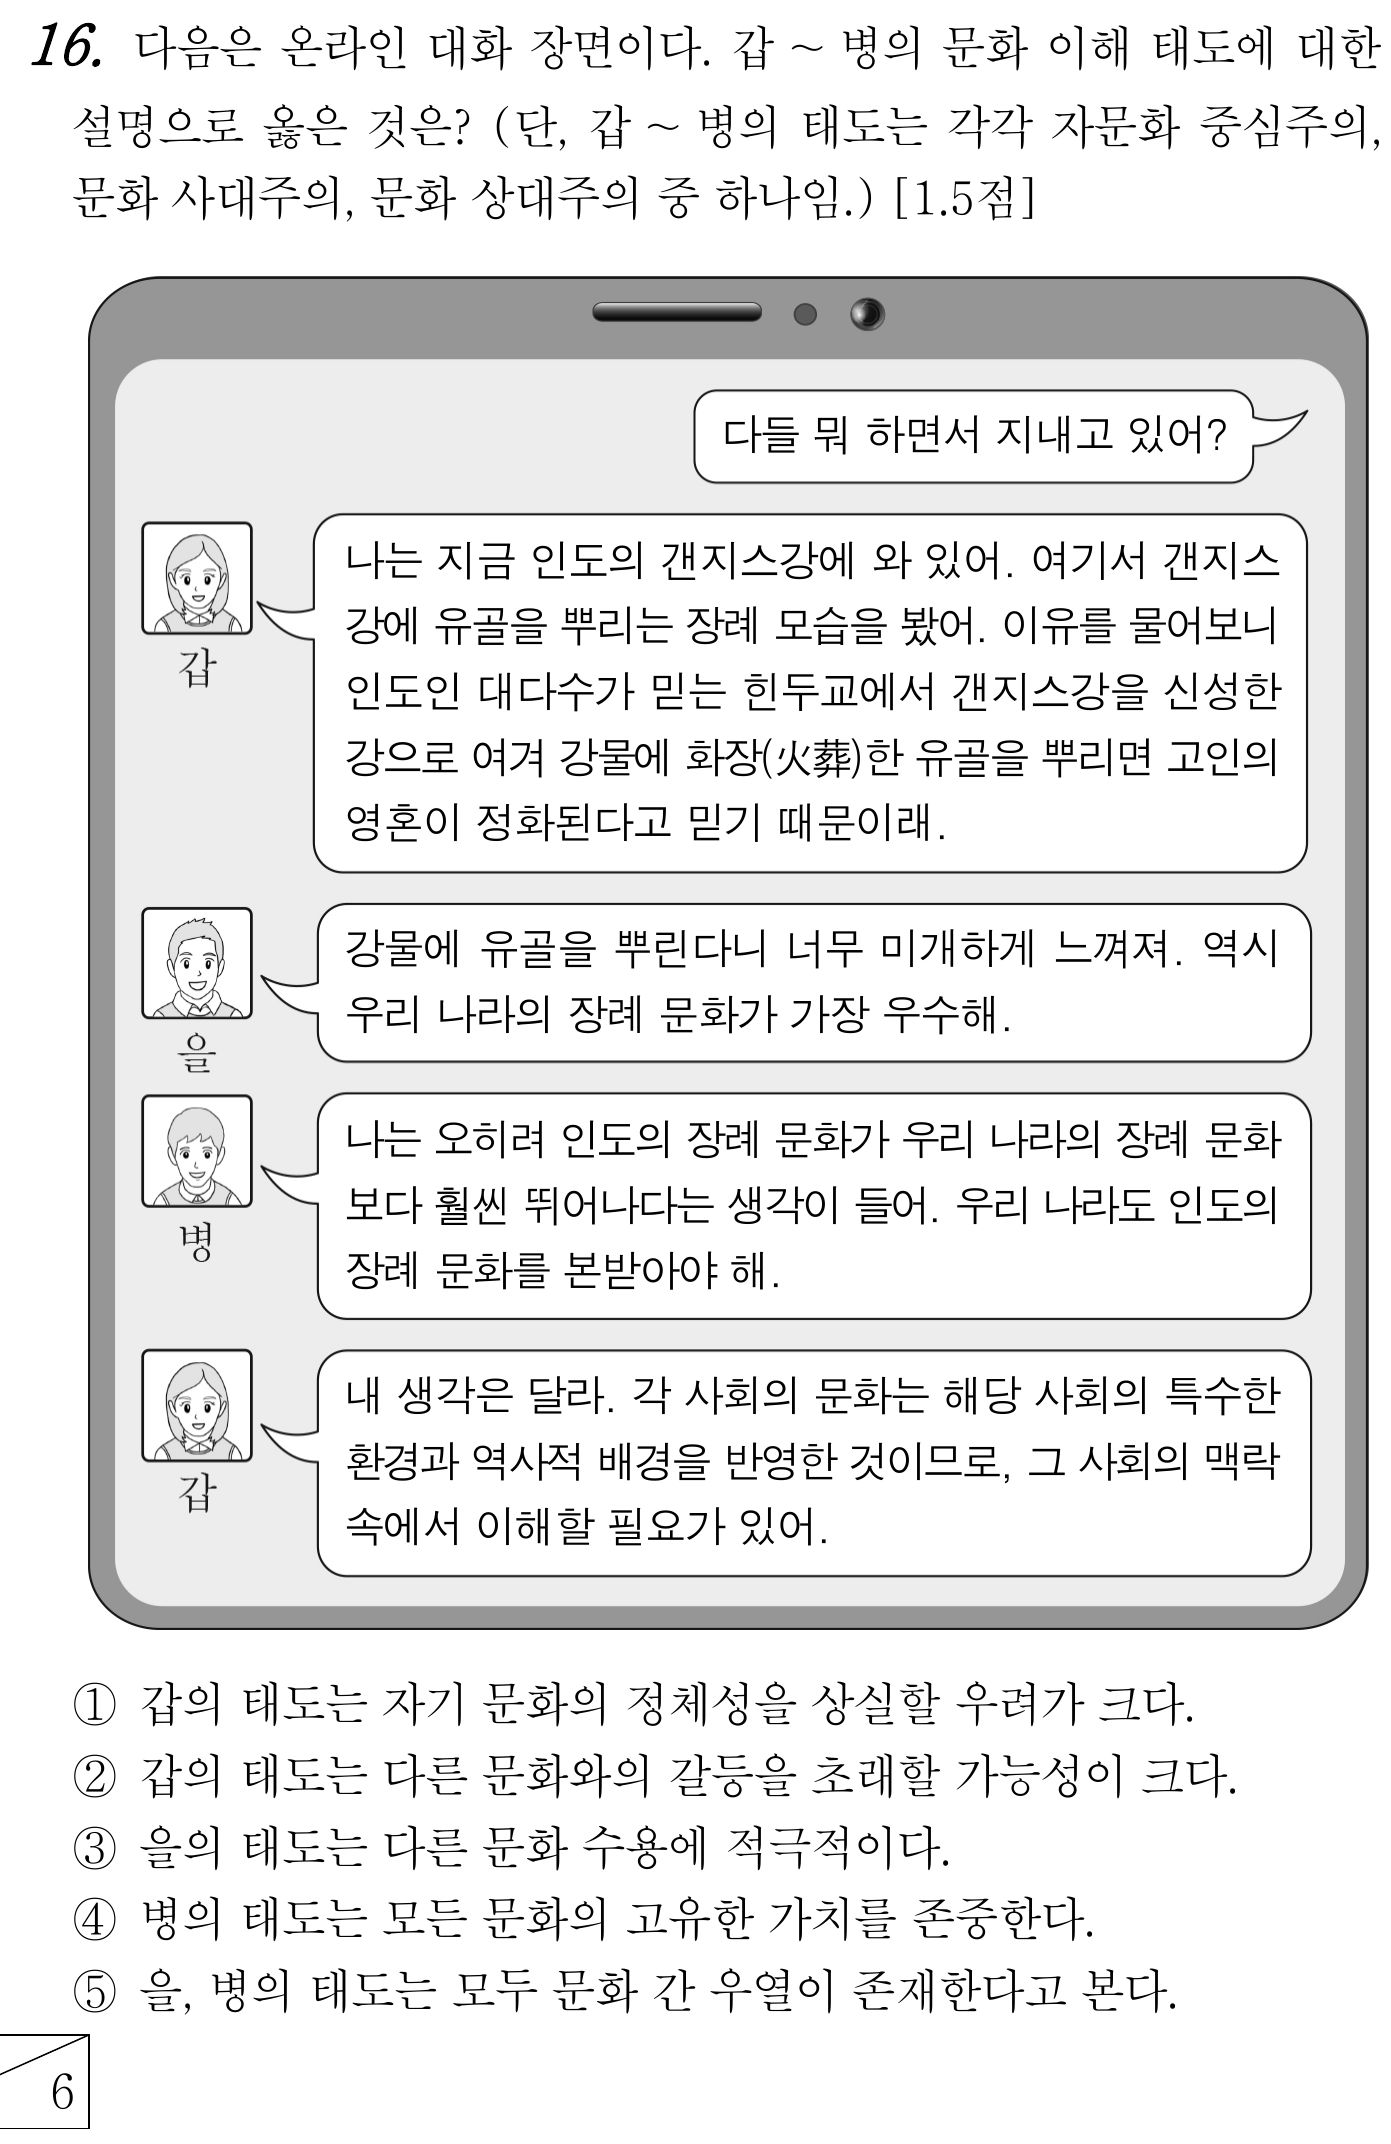 16. 다음은 온라인 대화 장면이다. 갑 ~ 병의 문화 이해 태도에 대한
설명으로 옳은 것은? (단, 갑 ~ 병의 태도는 각각 자문화 중심주의,
문화 사대주의, 문화 상대주의 중 하나임.) [1.5점]
다들 뭐 하면서 지내고 있어?
나는 지금 인도의 갠지스강에 와 있어. 여기서 갠지스
강에 유골을 뿌리는 장례 모습을 봤어. 이유를 물어보니
인도인 대다수가 믿는 힌두교에서 갠지스강을 신성한
강으로 여겨 강물에 화장(火葬)한 유골을 뿌리면 고인의
영혼이 정화된다고 믿기 때문이래.
갑
강물에 유골을 뿌린다니 너무 미개하게 느껴져. 역시
우리 나라의 장례 문화가 가장 우수해.
을
나는 오히려 인도의 장례 문화가 우리 나라의 장례 문화
보다 훨씬 뛰어나다는 생각이 들어. 우리 나라도 인도의
장례 문화를 본받아야 해.
병
내 생각은 달라. 각 사회의 문화는 해당 사회의 특수한
환경과 역사적 배경을 반영한 것이므로, 그 사회의 맥락
속에서 이해할 필요가 있어.
갑
① 갑의 태도는 자기 문화의 정체성을 상실할 우려가 크다.
② 갑의 태도는 다른 문화와의 갈등을 초래할 가능성이 크다.
③ 을의 태도는 다른 문화 수용에 적극적이다.
④ 병의 태도는 모든 문화의 고유한 가치를 존중한다.
⑤ 을, 병의 태도는 모두 문화 간 우열이 존재한다고 본다.
6